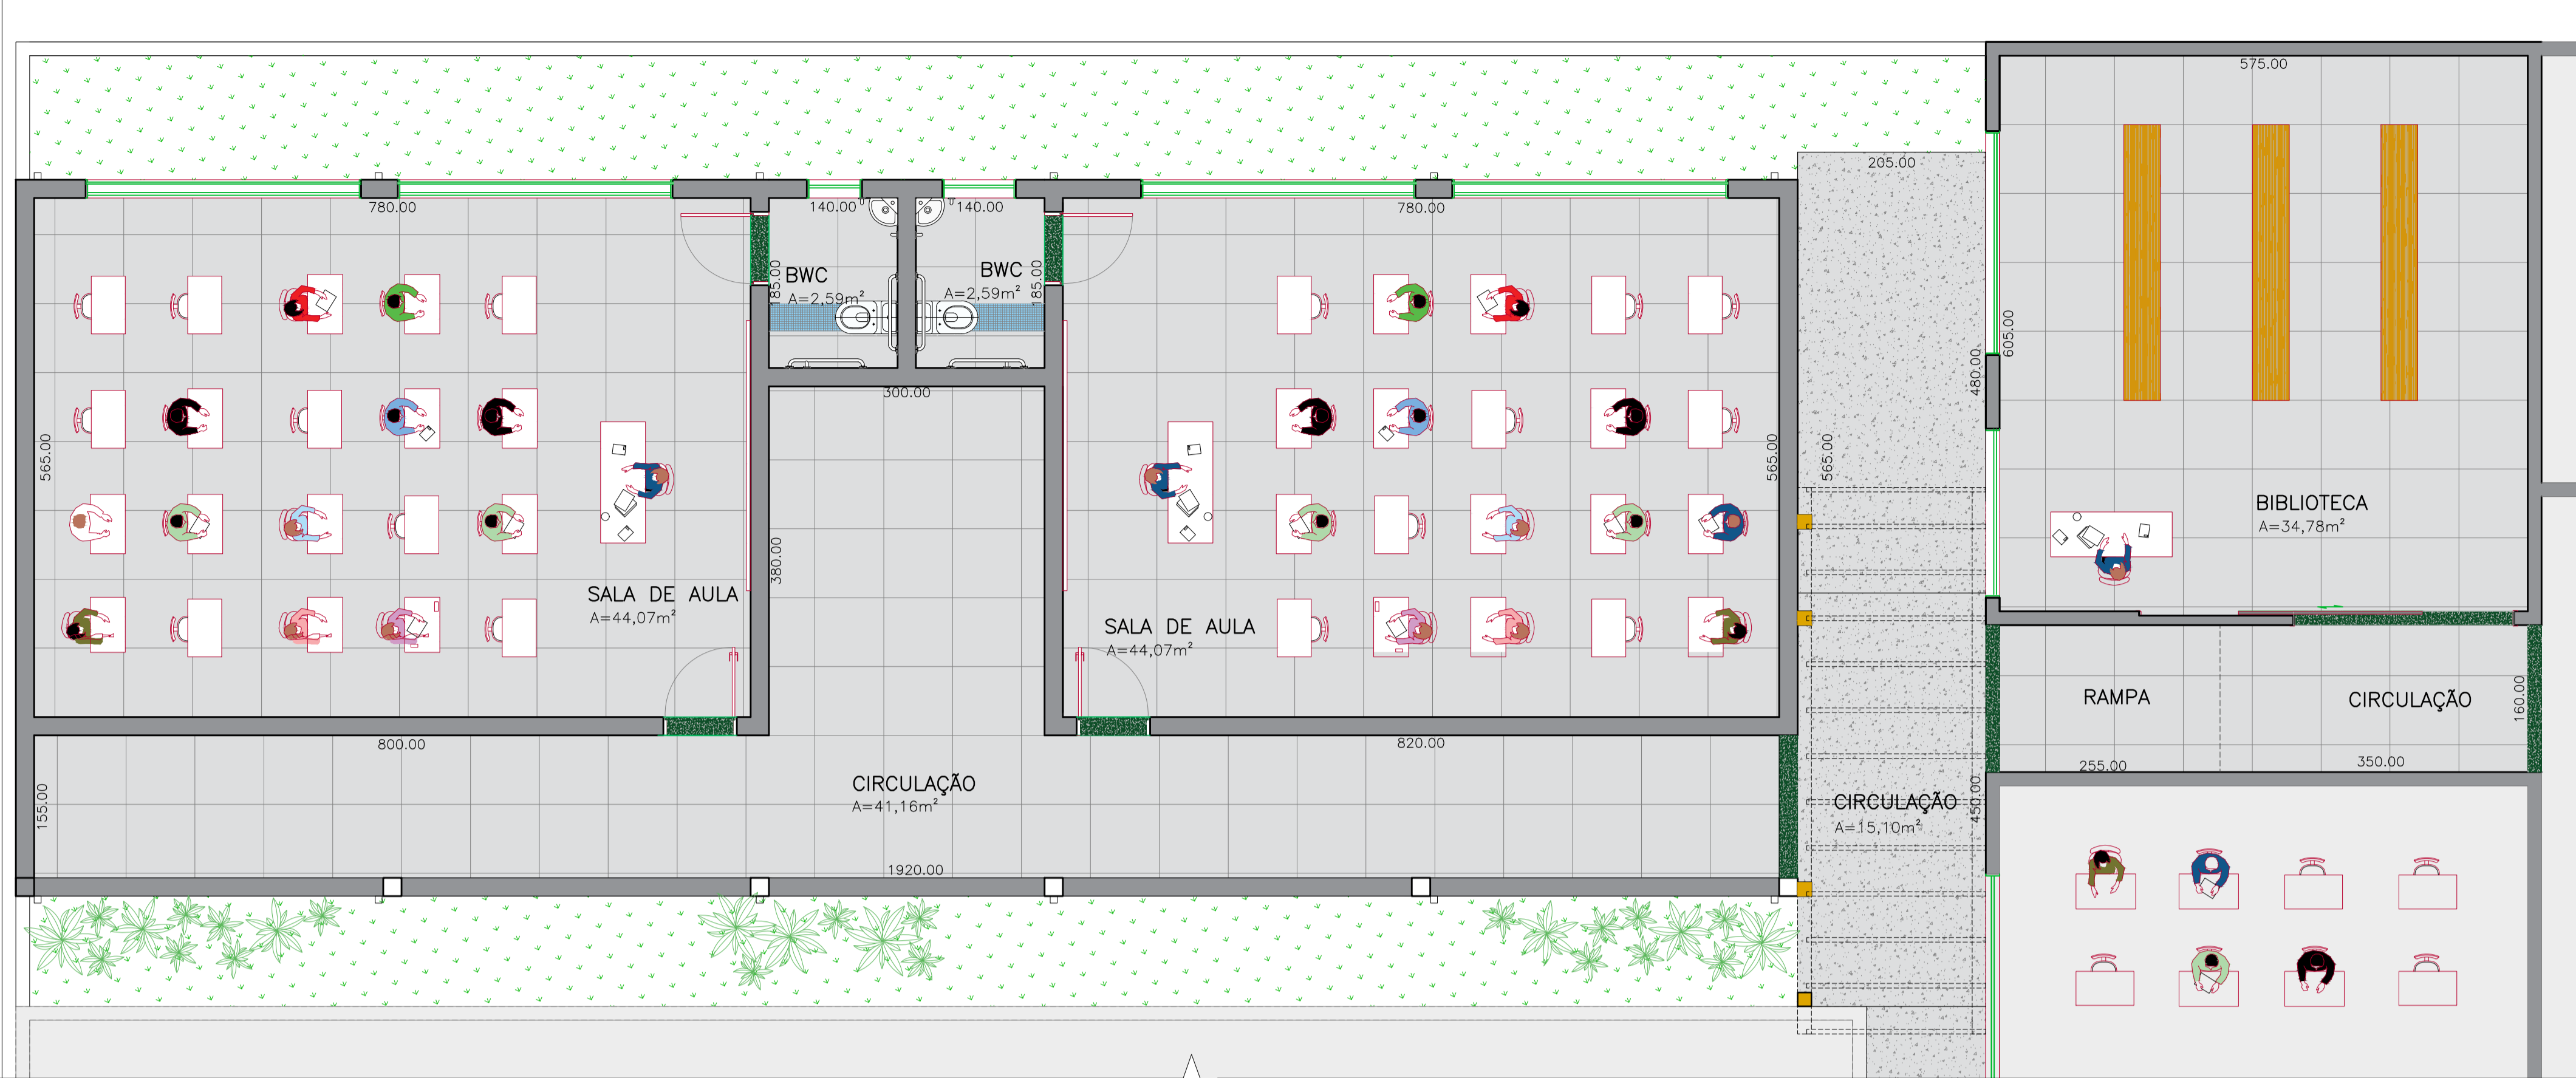 575.00
205.00
780.00
140.00
140.00
780.00
185.00
BWC
A=2,59m²
BWC
A=2,59m²
185.00
605.00
480.00
300.00
565.00
565.00
565.00
380.00
BIBLIOTECA
A=34,78m²
SALA DE AULA
A=44,07m²
SALA DE AULA
A=44,07m²
RAMPA
CIRCULAÇÃO
160.00
800.00
820.00
255.00
350.00
155.00
CIRCULAÇÃO
A=41,16m²
CIRCULAÇÃO
A=15,10m²
450.00
1920.00